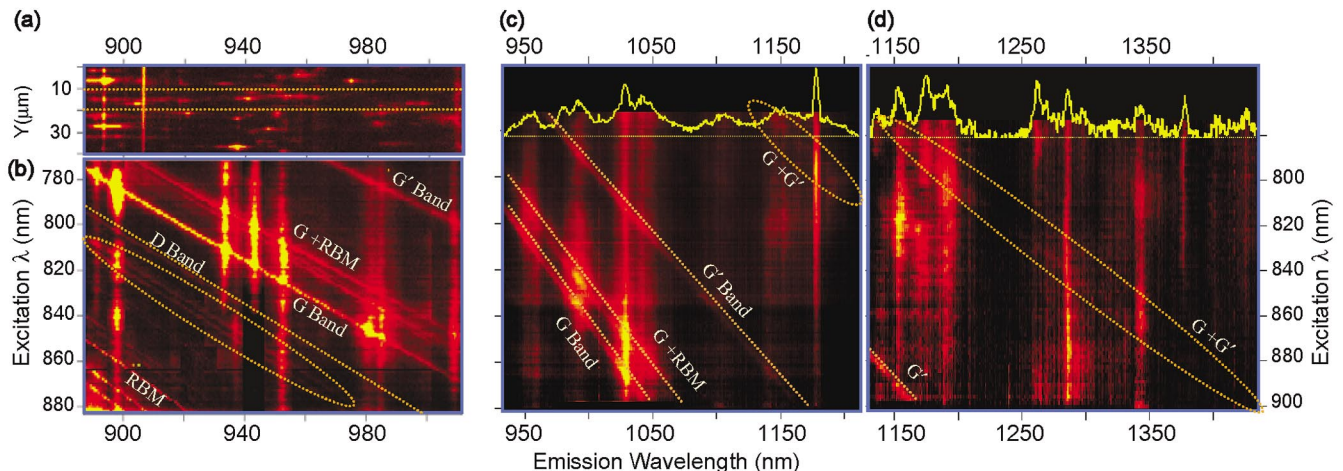 (a)
900 940 980
Y(μm)
10
30
(b)
Excitation λ (nm)
780
800
820
840
860
880
G′ Band
G +RBM
D Band
G Band
RBM
900 940 980
(c)
950 1050 1150
G +G′
G′ Band
G Band
G +RBM
950 1050 1150
(d)
1150 1250 1350
800
820
840
860
880
900
Excitation λ (nm)
G+G′
G′
1150 1250 1350
Emission Wavelength (nm)